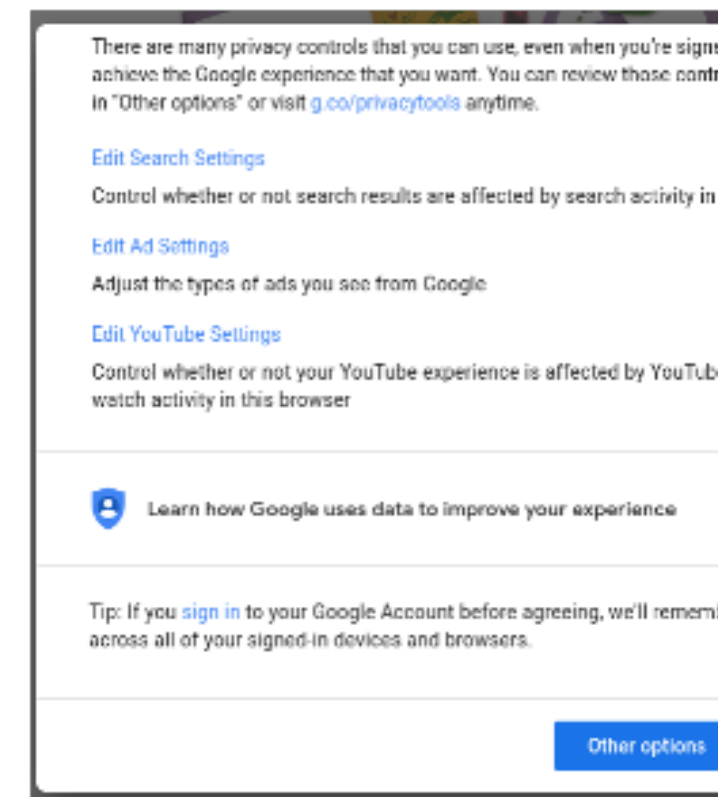 There are many privacy controls that you can use, even when you're signe
achieve the Google experience that you want. You can review those contr
in "Other options" or visit g.co/privacytools anytime.
Edit Search Settings
Control whether or not search results are affected by search activity in
Edit Ad Settings
Adjust the types of ads you see from Google
Edit YouTube Settings
Control whether or not your YouTube experience is affected by YouTube
watch activity in this browser
Learn how Google uses data to improve your experience
Tip: If you sign in to your Google Account before agreeing, we'll rememb
across all of your signed-in devices and browsers.
Other options